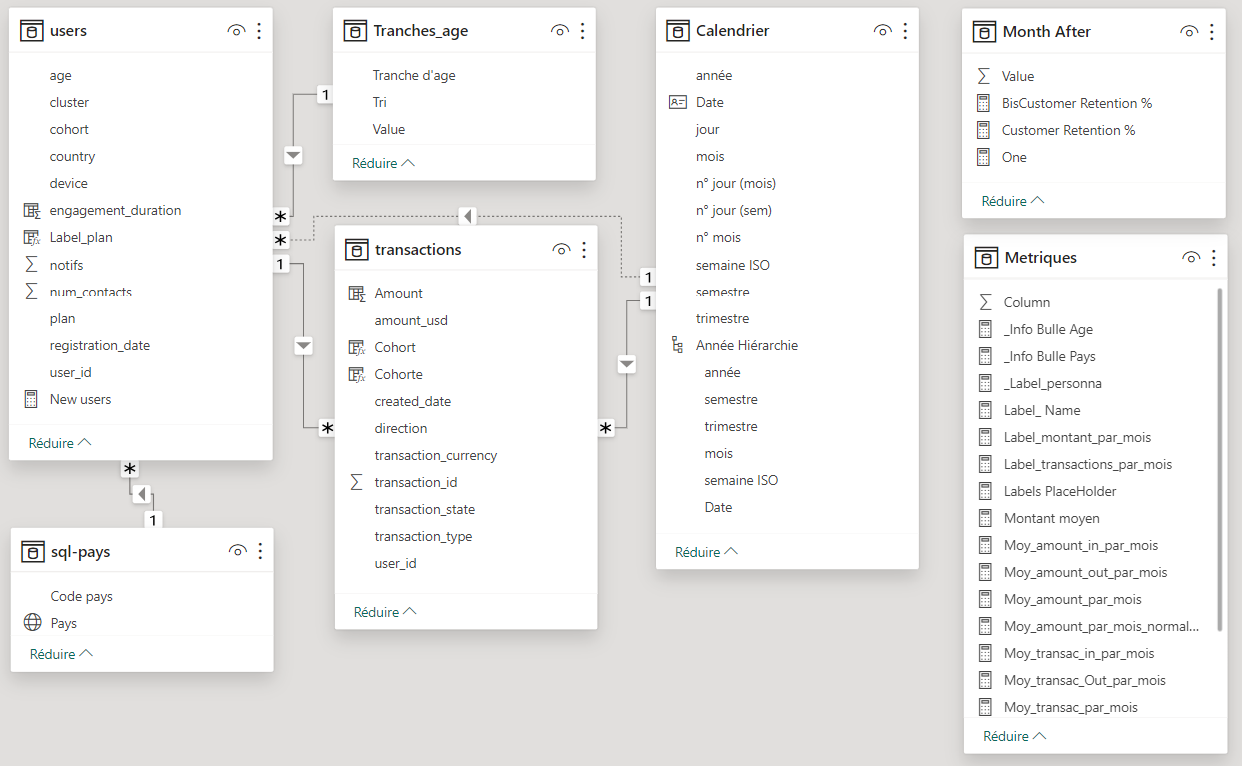 users
age
cluster
cohort
country
device
engagement_duration
Label_plan
notifs
num_contacts
plan
registration_date
user_id
New users
Réduire
Tranches_age
Tranche d'age
Tri
Value
Réduire
Calendrier
année
Date
jour
mois
n° jour (mois)
n° jour (sem)
n° mois
semaine ISO
semestre
trimestre
Année Hiérarchie
année
semestre
trimestre
mois
semaine ISO
Date
Réduire
Month After
Value
BisCustomer Retention %
Customer Retention %
One
Réduire
transactions
Amount
amount_usd
Cohort
Cohorte
created_date
direction
transaction_currency
transaction_id
transaction_state
transaction_type
user_id
Réduire
Metriques
Column
_Info Bulle Age
_Info Bulle Pays
_Label_personna
Label_ Name
Label_montant_par_mois
Label_transactions_par_mois
Labels PlaceHolder
Montant moyen
Moy_amount_in_par_mois
Moy_amount_out_par_mois
Moy_amount_par_mois
Moy_amount_par_mois_normal...
Moy_transac_in_par_mois
Moy_transac_Out_par_mois
Moy_transac_par_mois
Réduire
sql-pays
Code pays
Pays
Réduire
1
*
*
1
1
1
*
*
*
1